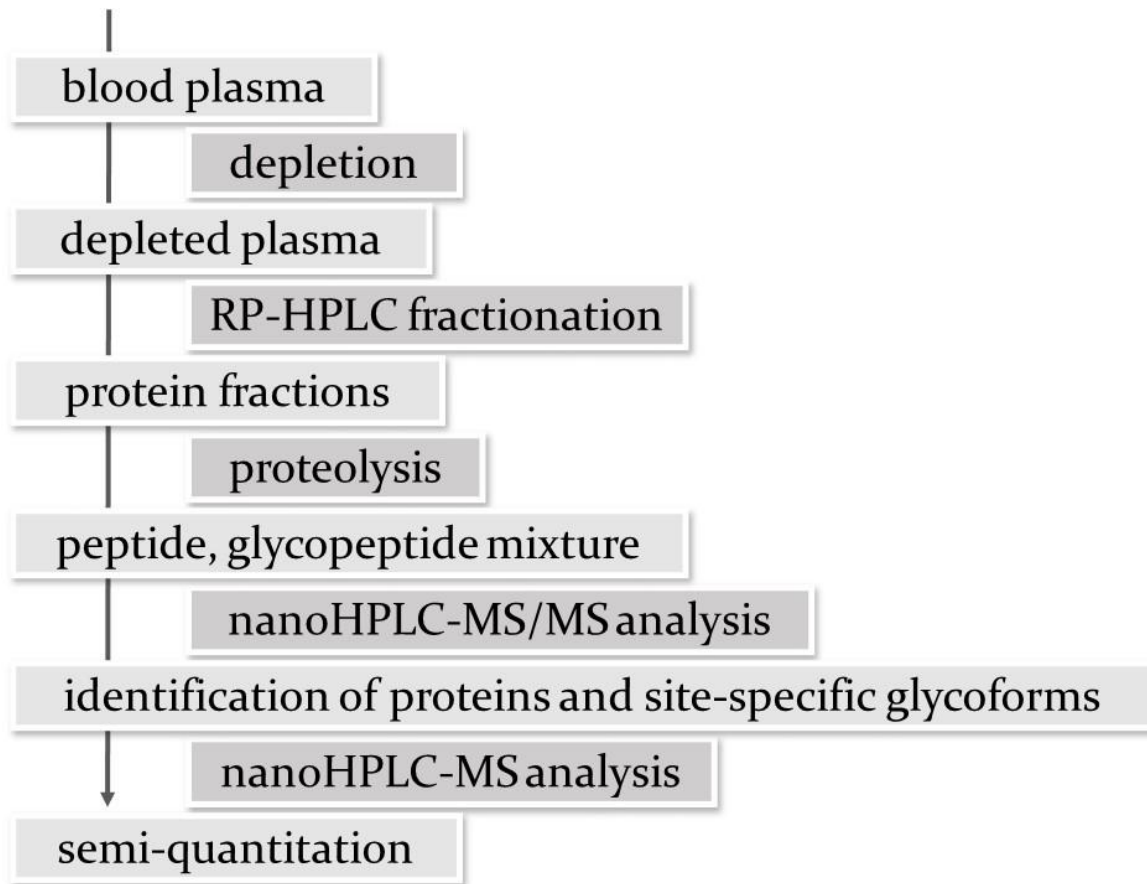 blood plasma
depletion
depleted plasma
RP-HPLC fractionation
protein fractions
proteolysis
peptide, glycopeptide mixture
nanoHPLC-MS/MS analysis
identification of proteins and site-specific glycoforms
nanoHPLC-MS analysis
semi-quantitation